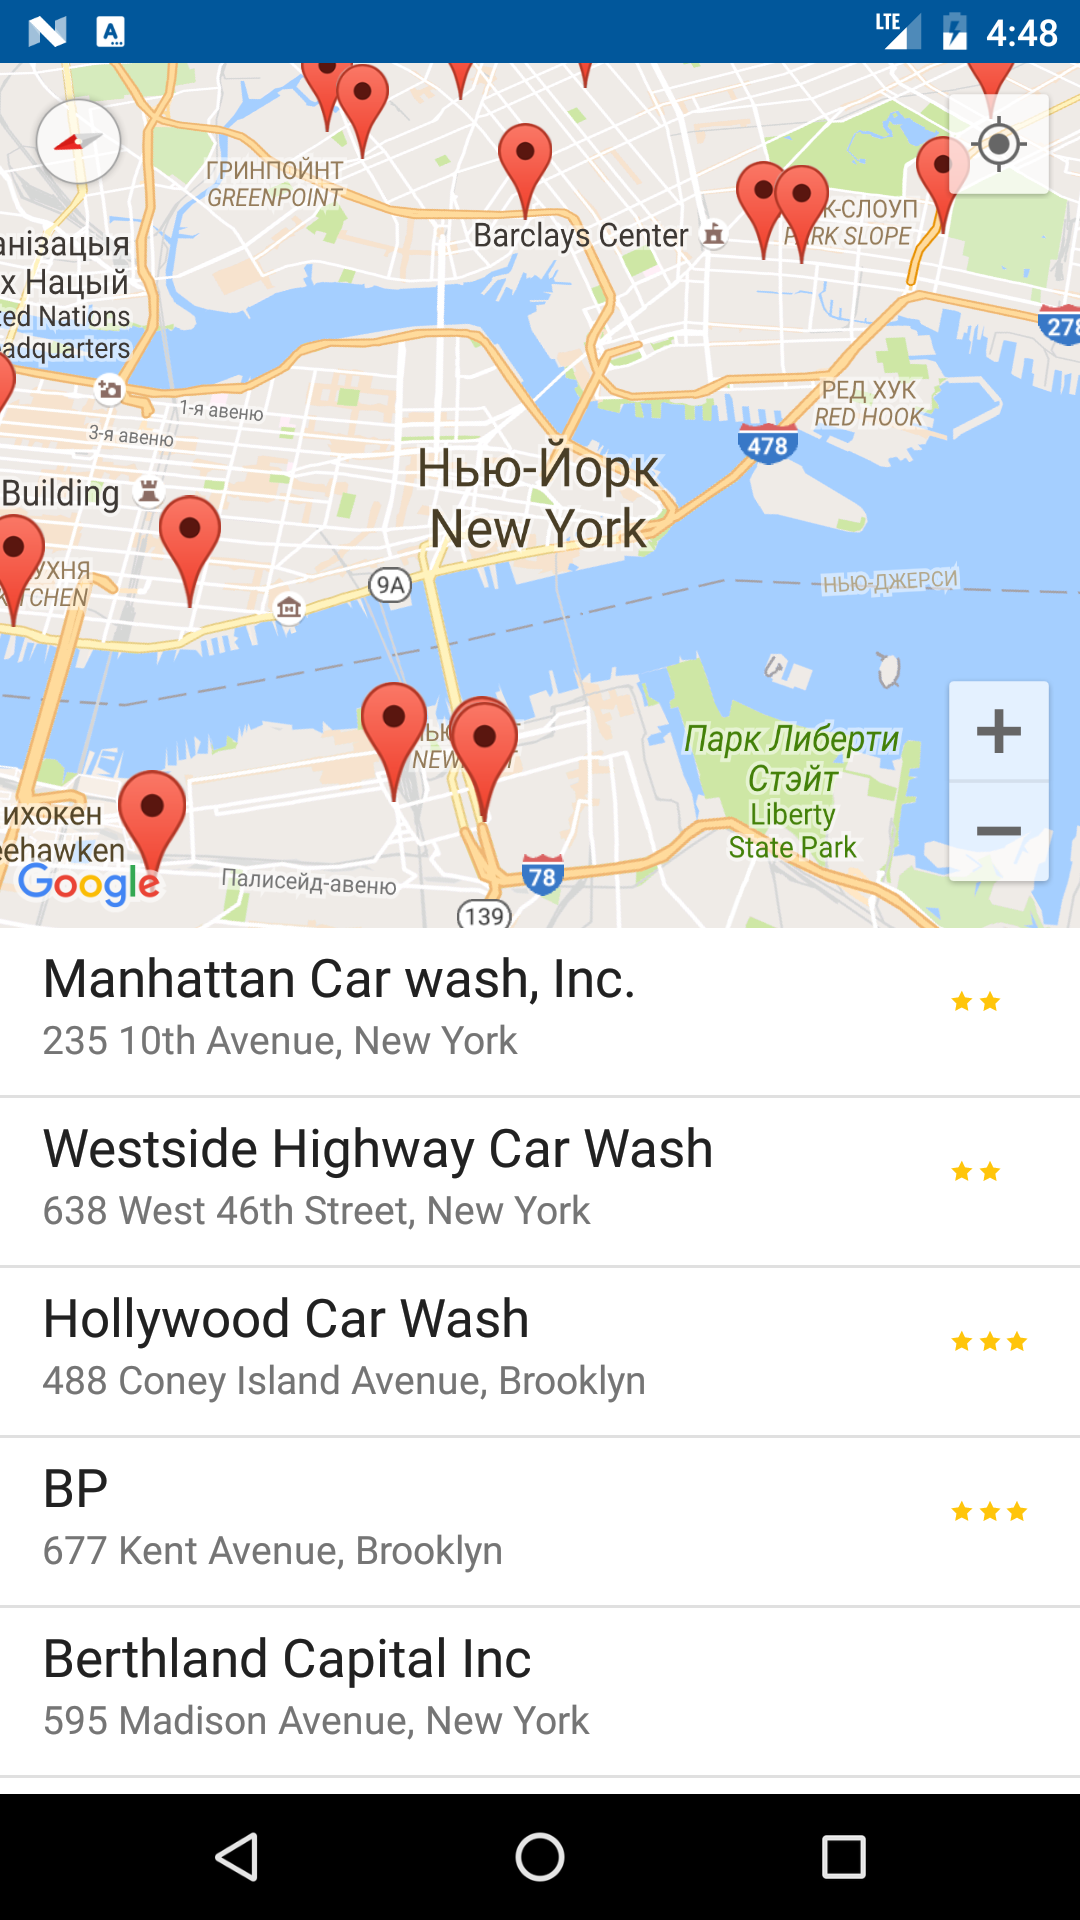 LTE 4:48
ГРИНПОЙНТ
GREENPOINT
К-СЛОУП
PARK SLOPE
Barclays Center
анізацыя
х Нацый
ted Nations
adquarters
278
1-я авеню
3-я авеню
РЕД ХУК
RED HOOK
478
Building
Нью-Йорк
New York
9A
УХНЯ
KITCHEN
НЬЮ-ДЖЕРСИ
Парк Либерти
Стэйт
Liberty
State Park
ихокен
eehawken
Google
Палисейд-авеню
78
139
Manhattan Car wash, Inc.
235 10th Avenue, New York
Westside Highway Car Wash
638 West 46th Street, New York
Hollywood Car Wash
488 Coney Island Avenue, Brooklyn
BP
677 Kent Avenue, Brooklyn
Berthland Capital Inc
595 Madison Avenue, New York